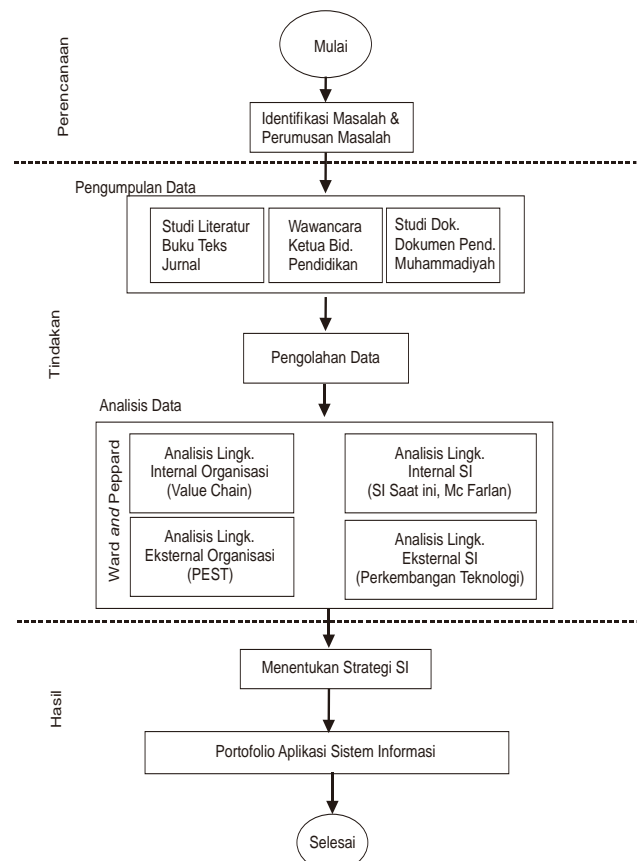 Mulai
Perencanaan
Identifikasi Masalah &
Perumusan Masalah
Pengumpulan Data
Studi Literatur
Buku Teks
Jurnal
Wawancara
Ketua Bid.
Pendidikan
Studi Dok.
Dokumen Pend.
Muhammadiyah
Tindakan
Pengolahan Data
Analisis Data
Ward and Peppard
Analisis Lingk.
Internal Organisasi
(Value Chain)
Analisis Lingk.
Internal SI
(SI Saat ini, Mc Farlan)
Analisis Lingk.
Eksternal Organisasi
(PEST)
Analisis Lingk.
Eksternal SI
(Perkembangan Teknologi)
Hasil
Menentukan Strategi SI
Portofolio Aplikasi Sistem Informasi
Selesai